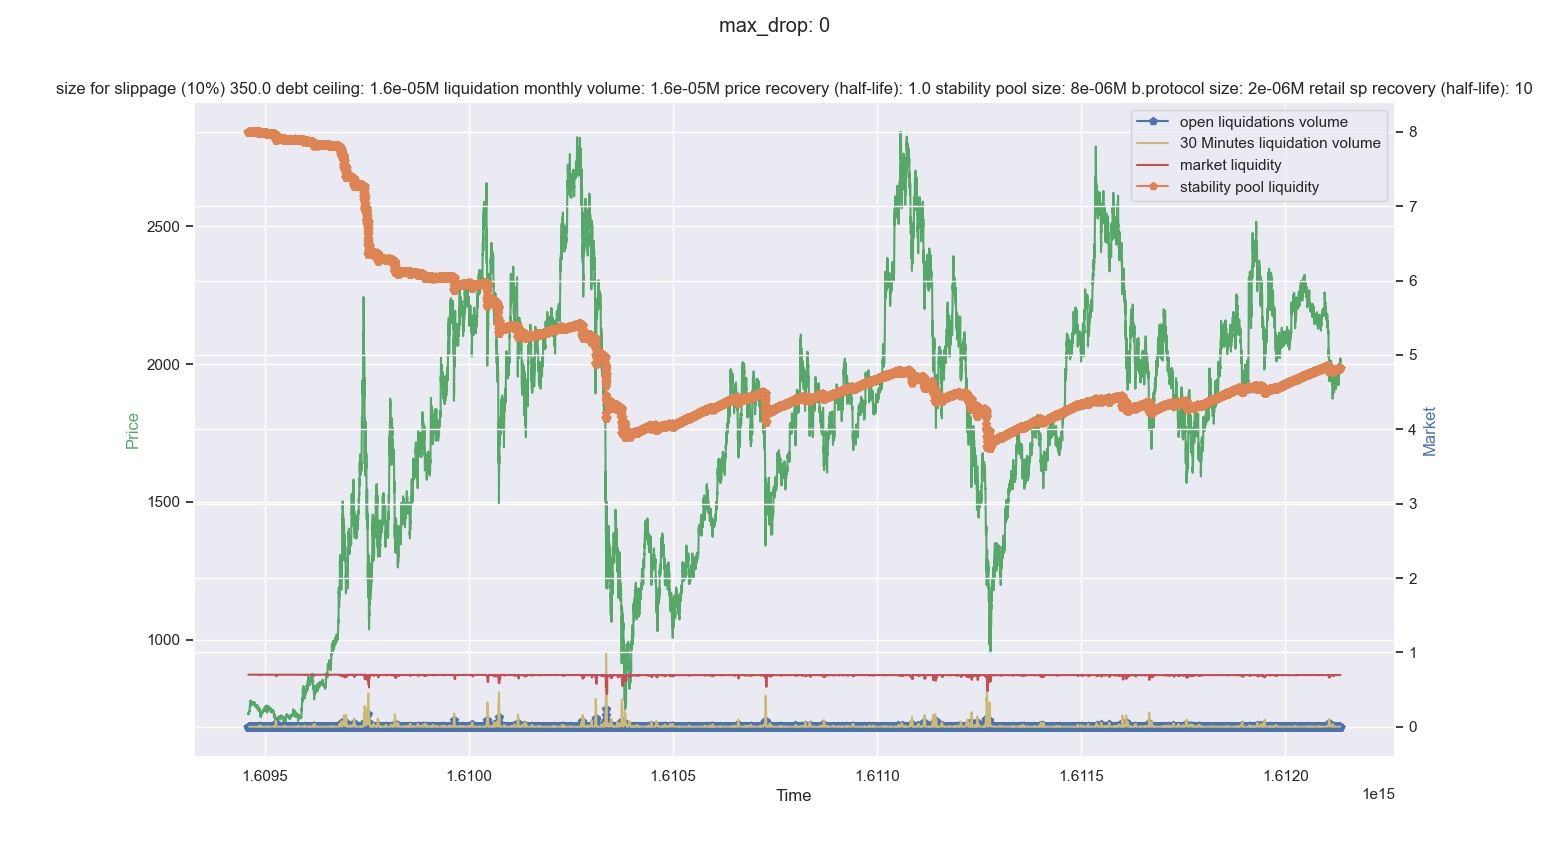 max_drop: 0
size for slippage (10%) 350.0 debt ceiling: 1.6e-05M liquidation monthly volume: 1.6e-05M price recovery (half-life): 1.0 stability pool size: 8e-06M b.protocol size: 2e-06M retail sp recovery (half-life): 10
open liquidations volume
30 Minutes liquidation volume
market liquidity
stability pool liquidity
2500
2000
1500
1000
Price
8
7
6
5
4
3
2
1
0
Market
1.6095
1.6100
1.6105
1.6110
1.6115
1.6120
1e15
Time